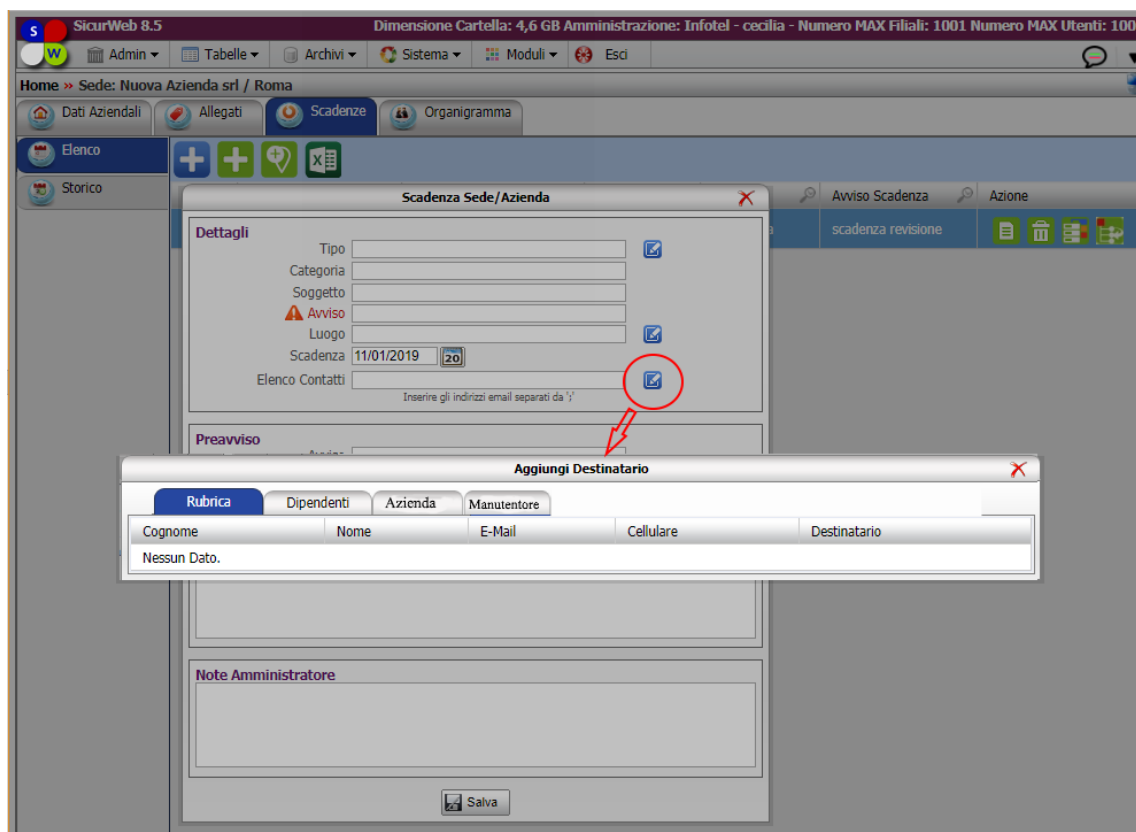 S
W
SicurWeb 8.5
Dimensione Cartella: 4,6 GB Amministrazione: Infotel - cecilia - Numero MAX Filiali: 1001 Numero MAX Utenti: 100
Admin Tabelle Archivi Sistema Moduli Esci
Home » Sede: Nuova Azienda srl / Roma
Dati Aziendali Allegati Scadenze Organigramma
Elenco
Storico
Avviso Scadenza Azione
scadenza revisione
Scadenza Sede/Azienda
Dettagli
Tipo
Categoria
Soggetto
Avviso
Luogo
Scadenza 11/01/2019 20
Elenco Contatti
Inserire gli indirizzi email separati da ';'
Preavviso
Aggiungi Destinatario
Rubrica Dipendenti Azienda Manutentore
Cognome Nome E-Mail Cellulare Destinatario
Nessun Dato.
Note Amministratore
Salva